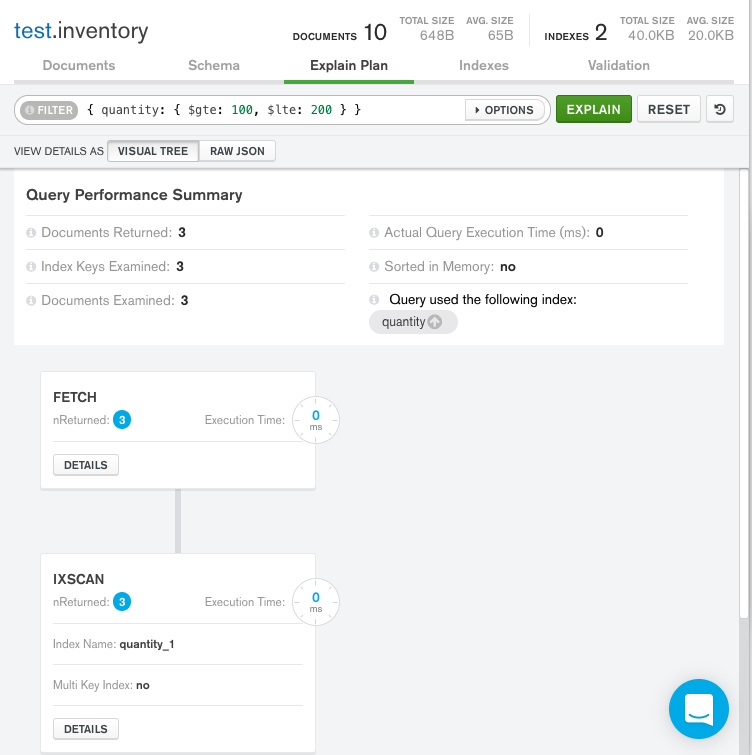 test.inventory
DOCUMENTS 10 TOTAL SIZE 648B AVG. SIZE 65B INDEXES 2 TOTAL SIZE 40.0KB AVG. SIZE 20.0KB
Documents Schema Explain Plan Indexes Validation
FILTER { quantity: { $gte: 100, $lte: 200 } } OPTIONS EXPLAIN RESET
VIEW DETAILS AS VISUAL TREE RAW JSON
Query Performance Summary
Documents Returned: 3
Index Keys Examined: 3
Documents Examined: 3
Actual Query Execution Time (ms): 0
Sorted in Memory: no
Query used the following index:
quantity
FETCH
nReturned: 3 Execution Time: 0 ms
DETAILS
IXSCAN
nReturned: 3 Execution Time: 0 ms
Index Name: quantity_1
Multi Key Index: no
DETAILS